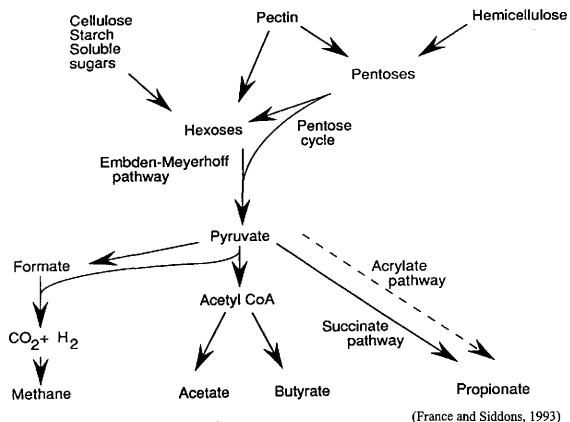 Cellulose
Starch
Soluble
sugars
Pectin
Hemicellulose
Pentoses
Hexoses
Pentose
cycle
Embden-Meyerhoff
pathway
Pyruvate
Formate
Acrylate
pathway
Acetyl CoA
Succinate
pathway
CO2+ H2
Methane
Acetate
Butyrate
Propionate
(France and Siddons, 1993)